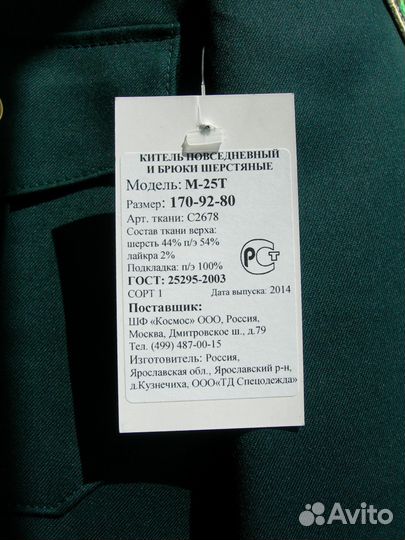 КИТЕЛЬ ПОВСЕДНЕВНЫЙ
И БРЮКИ ШЕРСТЯНЫЕ
Модель: М-25Т
Размер: 170-92-80
Арт. ткани: С2678
Состав ткани верха:
шерсть 44% п/э 54%
лайкра 2%
Подкладка: п/э 100%
РСТ
ГОСТ: 25295-2003
СОРТ 1 Дата выпуска: 2014
Поставщик:
ШФ «Космос» ООО, Россия,
Москва, Дмитровское ш., д.79
Тел. (499) 487-00-15
Изготовитель: Россия,
Ярославская обл., Ярославский р-н,
д.Кузнечиха, ООО«ТД Спецодежда»
Avito